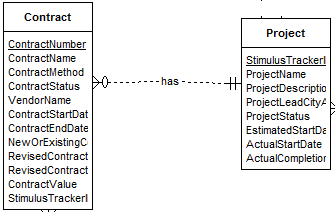 Contract
ContractNumber
ContractName
ContractMethod
ContractStatus
VendorName
ContractStartDat
ContractEndDate
NewOrExistingCo
RevisedContract
RevisedContract
ContractValue
StimulusTrackerI
has
Project
StimulusTrackerI
ProjectName
ProjectDescriptio
ProjectLeadCityA
ProjectStatus
EstimatedStartDa
ActualStartDate
ActualCompletion